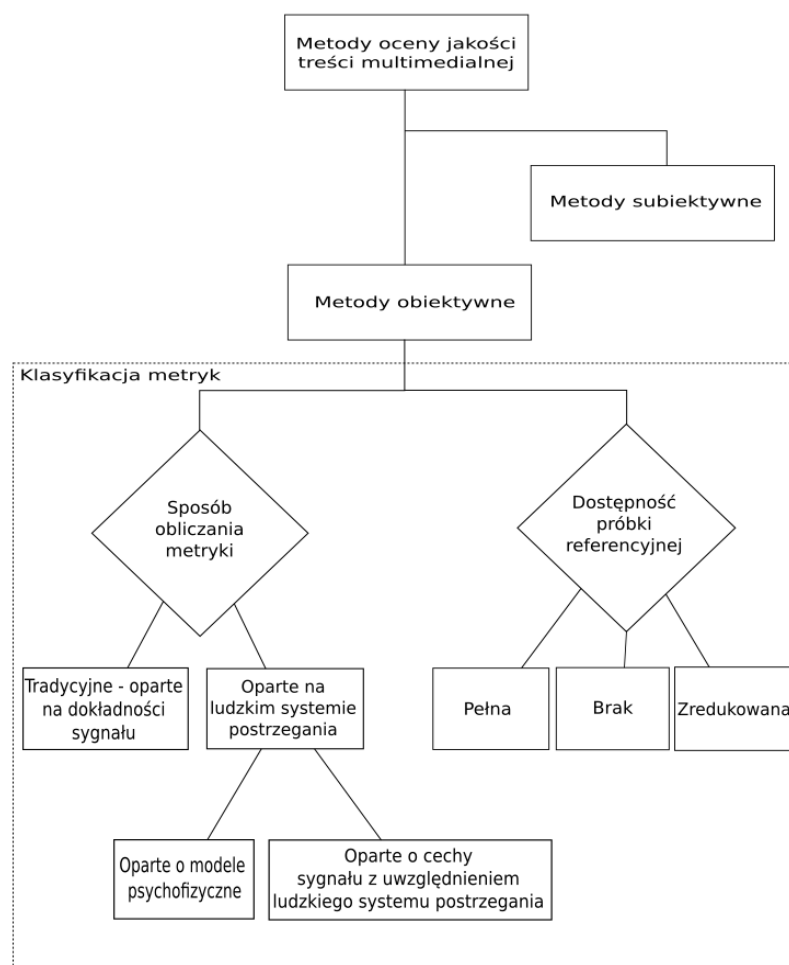 Metody oceny jakości
treści multimedialnej
Metody subiektywne
Metody obiektywne
Klasyfikacja metryk
Sposób
obliczania
metryki
Dostępność
próbki
referencyjnej
Tradycyjne - oparte
na dokładności
sygnału
Oparte na
ludzkim systemie
postrzegania
Pełna
Brak
Zredukowana
Oparte o modele
psychofizyczne
Oparte o cechy
sygnału z uwzględnieniem
ludzkiego systemu postrzegania